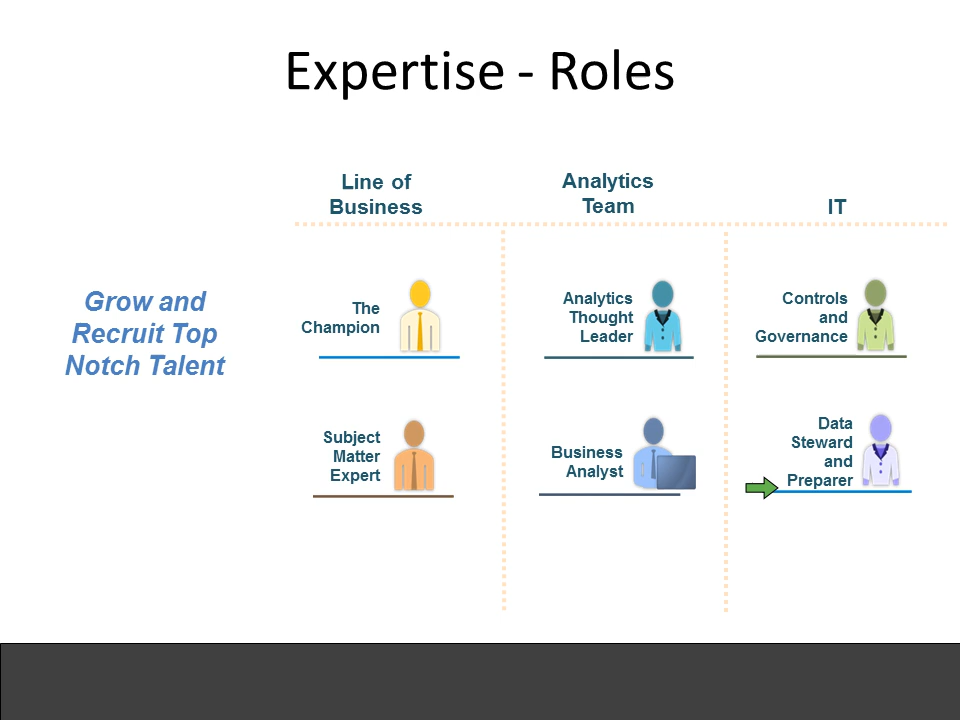 Expertise - Roles
Line of
Business
Analytics
Team
IT
Grow and
Recruit Top
Notch Talent
The
Champion
Analytics
Thought
Leader
Controls
and
Governance
Subject
Matter
Expert
Business
Analyst
Data
Steward
and
Preparer